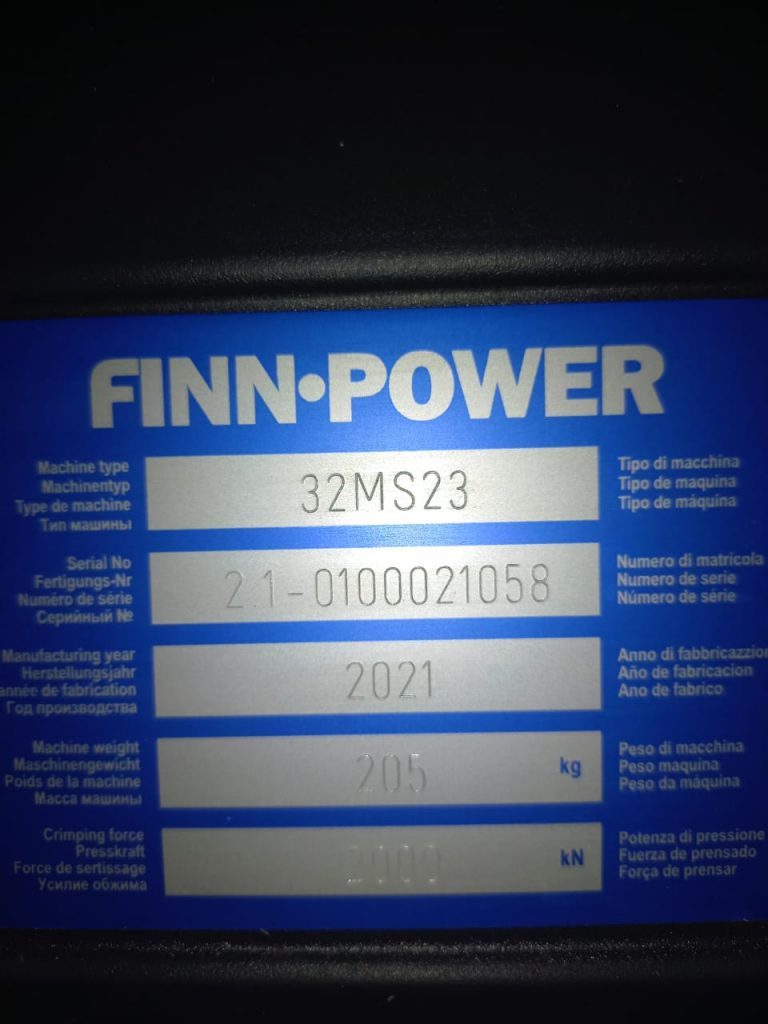 FINN·POWER
Machine type
Machinentyp
Type de machine
Тип машины
32MS23
Tipo di macchina
Tipo de maquina
Tipo de máquina
Serial No
Fertigungs-Nr
Numéro de série
Серийный №
2 1-0100021058
Numero di matricola
Numero de serie
Número de série
Manufacturing year
Herstellungsjahr
année de fabrication
Год производства
2021
Anno di fabbricazzion
Año de fabricacion
Ano de fabrico
Machine weight
Maschinengewicht
Poids de la machine
Масса машины
205 kg
Peso di macchina
Peso maquina
Peso da máquina
Crimping force
Presskraft
Force de sertissage
Усилие обжима
2000 kN
Potenza di pressione
Fuerza de prensado
Força de prensar